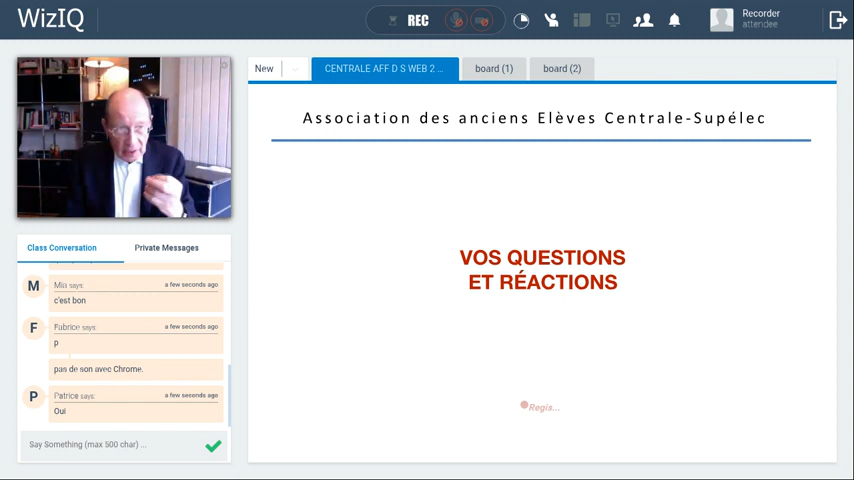 WizIQ
REC
Recorder
attendee
New
CENTRALE AFF D S WEB 2 ...
board (1)
board (2)
Association des anciens Elèves Centrale-Supélec
VOS QUESTIONS
ET RÉACTIONS
Regis...
Class Conversation
Private Messages
M
Mia says:
a few seconds ago
c'est bon
F
Fabrice says:
a few seconds ago
p
pas de son avec Chrome.
P
Patrice says:
a few seconds ago
Oui
Say Something (max 500 char) ...